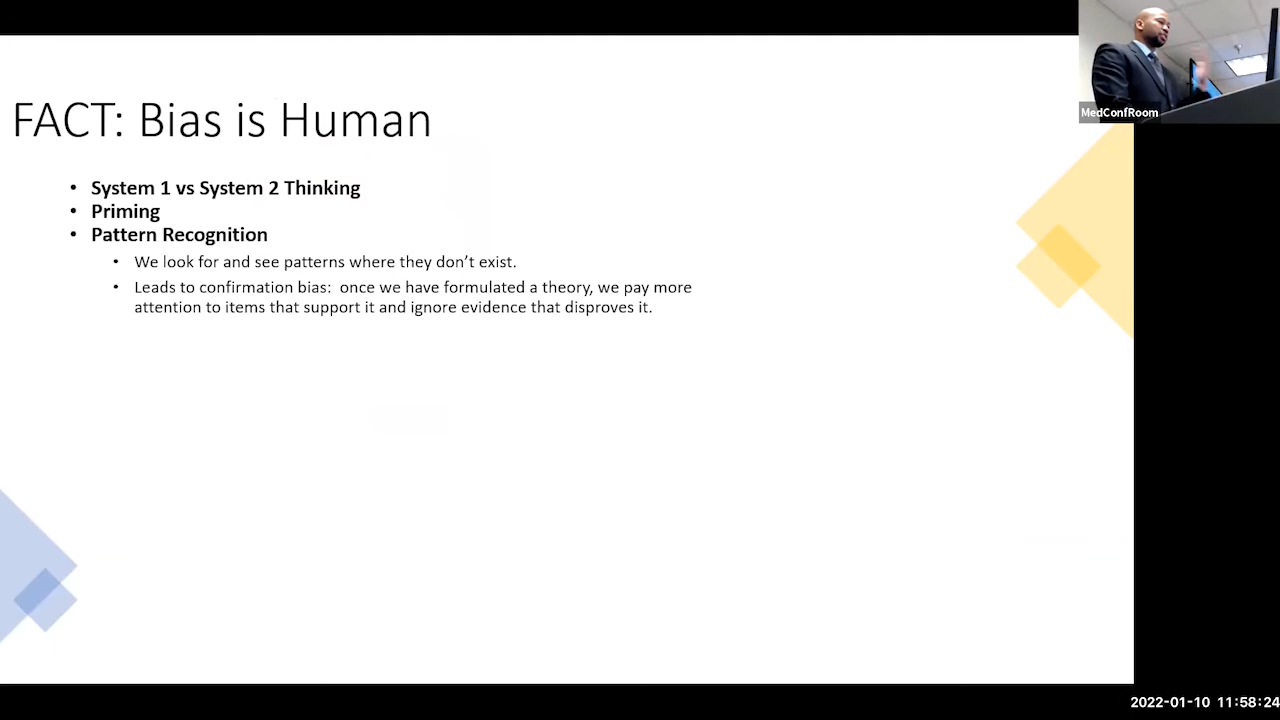 FACT: Bias is Human
• System 1 vs System 2 Thinking
• Priming
• Pattern Recognition
• We look for and see patterns where they don’t exist.
• Leads to confirmation bias:  once we have formulated a theory, we pay more
attention to items that support it and ignore evidence that disproves it.
MedConfRoom
2022-01-10 11:58:24